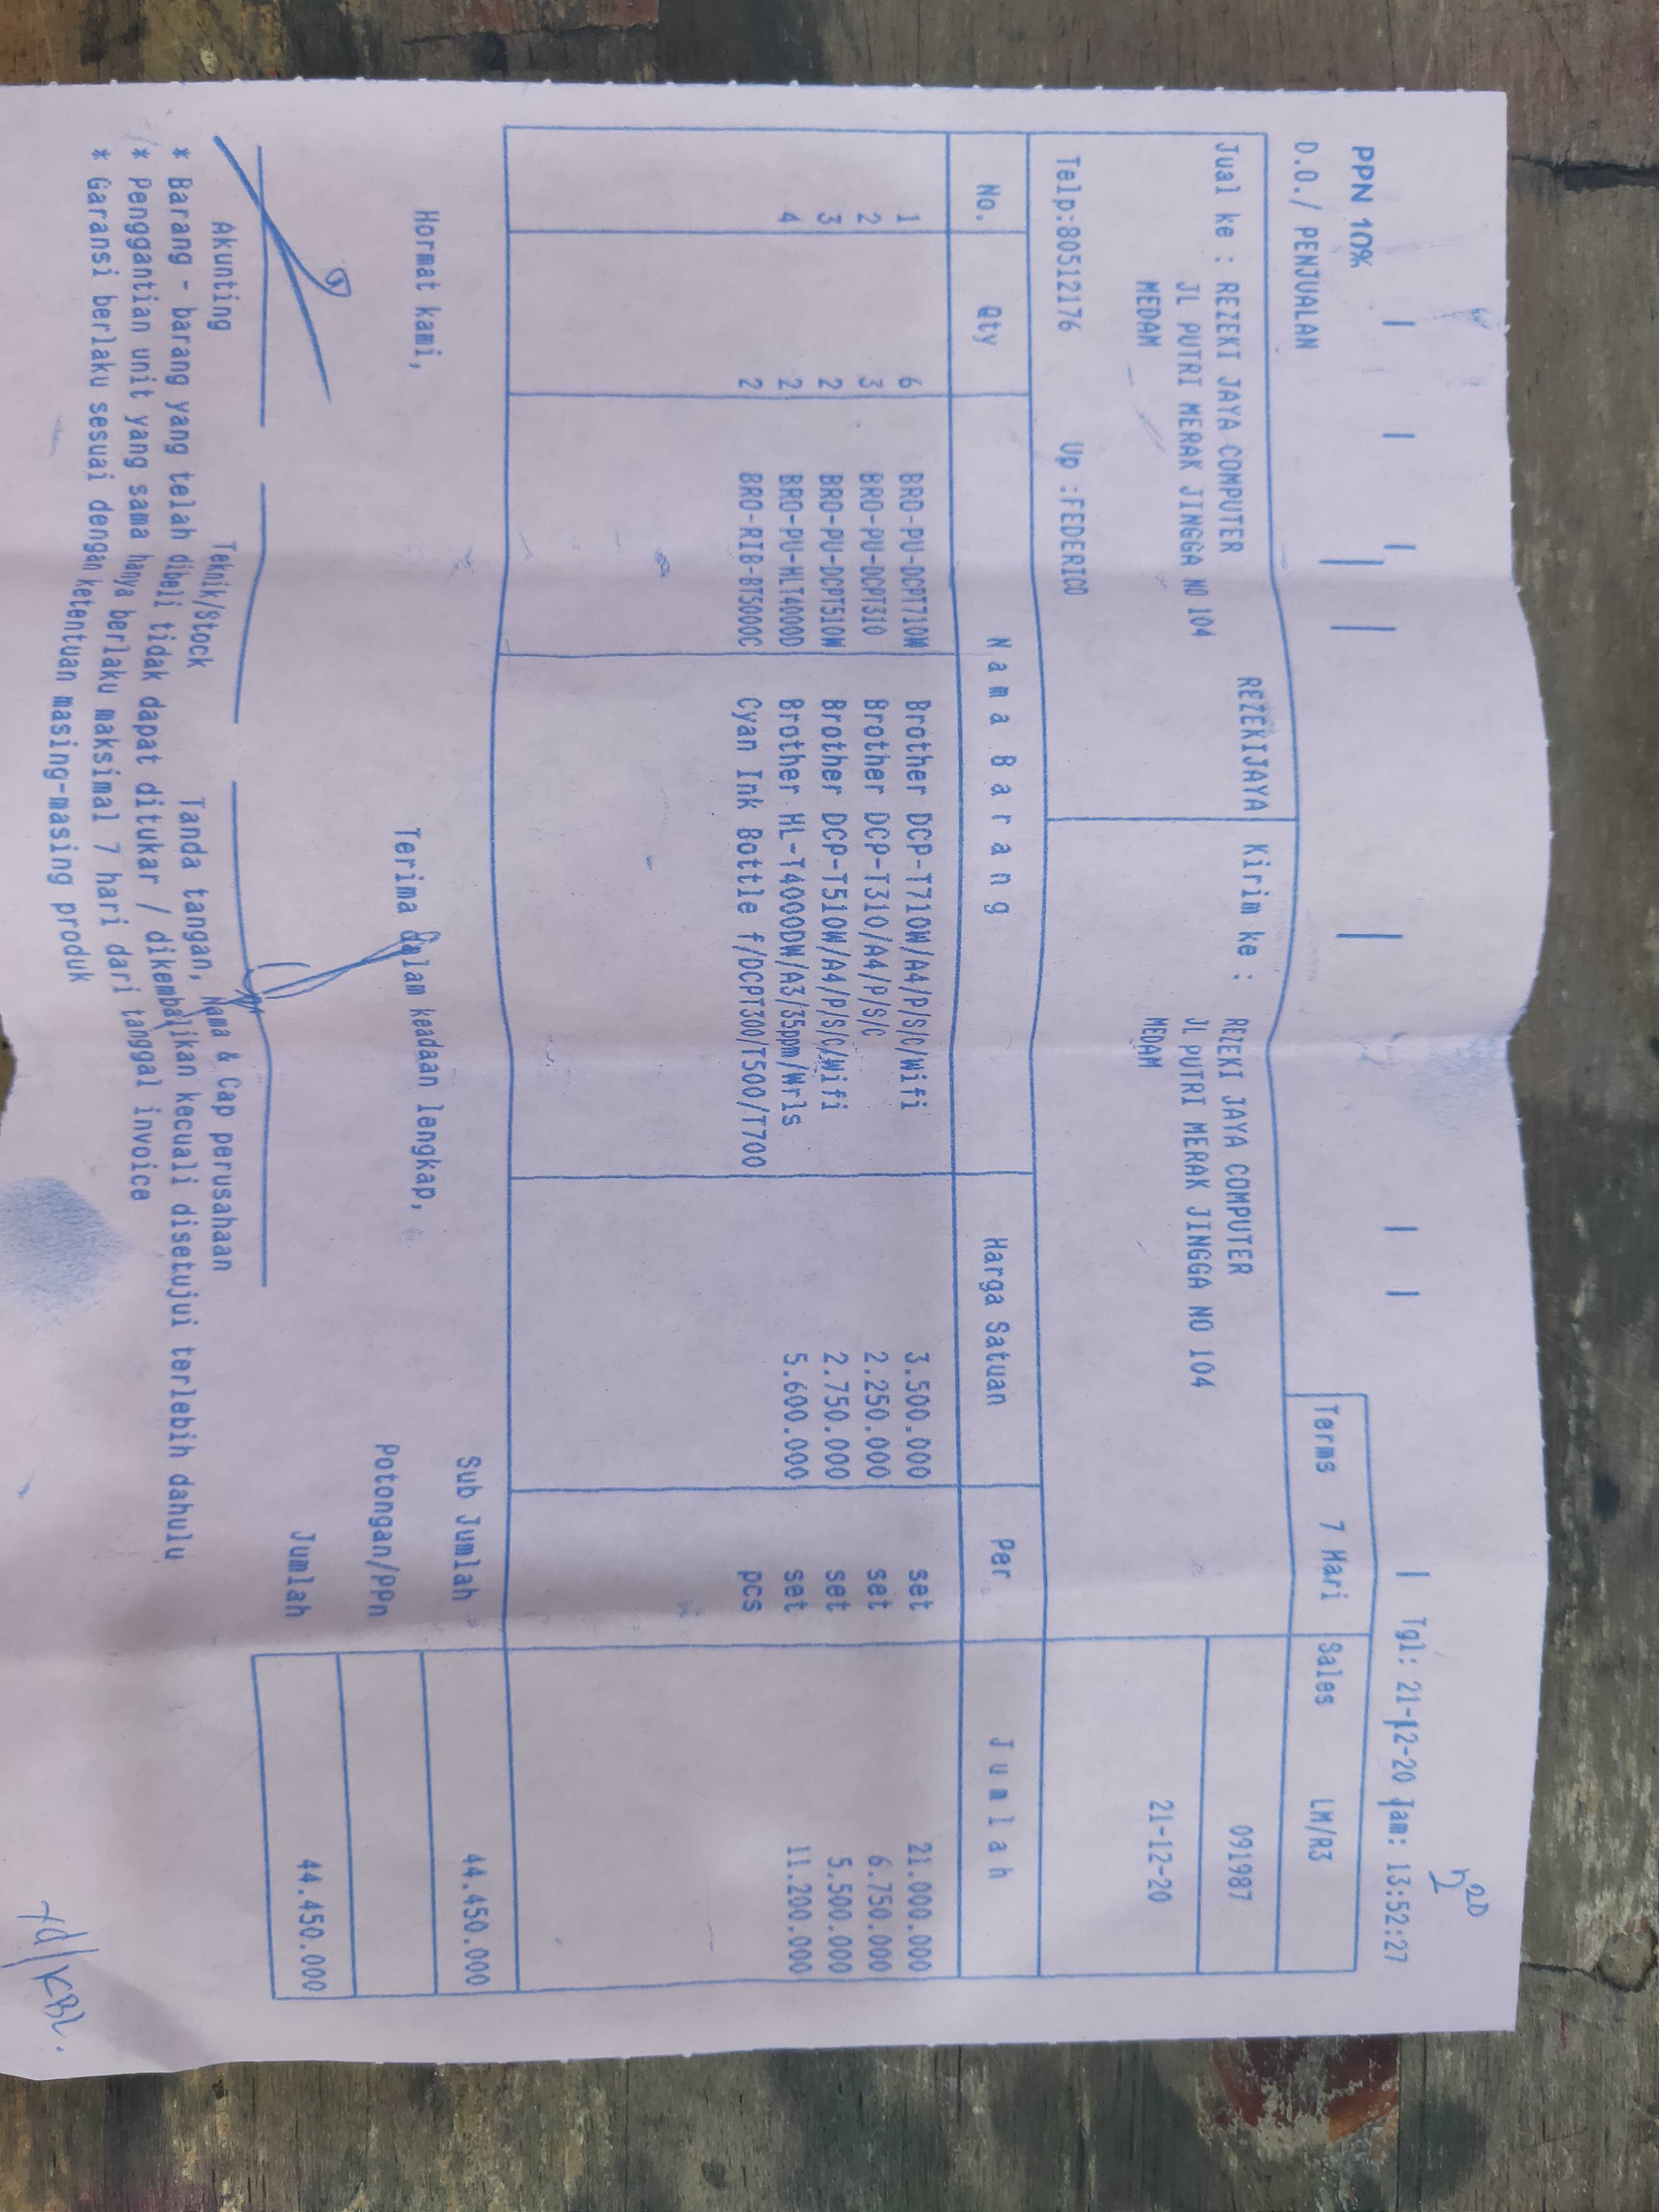 PPN 10%
Tgl: 21-12-20 Jam: 13:52:27
D.O./ PENJUALAN
Terms 7 Hari Sales LM/R3
Jual ke : REZEKI JAYA COMPUTER REZEKIJAYA Kirim ke : REZEKI JAYA COMPUTER 091987
JL PUTRI MERAK JINGGA NO 104 JL PUTRI MERAK JINGGA NO 104
MEDAM MEDAM 21-12-20
Telp:80512176 Up :FEDERICO
No. Qty Nama Barang Harga Satuan Per Jumlah
1 6 BRO-PU-DCPT710W Brother DCP-T710W/A4/P/S/C/Wifi 3.500.000 set 21.000.000
2 3 BRO-PU-DCPT310 Brother DCP-T310/A4/P/S/C 2.250.000 set 6.750.000
3 2 BRO-PU-DCPT510W Brother DCP-T510W/A4/P/S/C/Wifi 2.750.000 set 5.500.000
4 2 BRO-PU-HLT4000D Brother HL-T4000DW/A3/35ppm/Wrls 5.600.000 set 11.200.000
2 BRO-RIB-BT5000C Cyan Ink Bottle f/DCPT300/T500/T700 pcs
Sub Jumlah 44.450.000
Hormat kami, Terima dalam keadaan lengkap,
Potongan/PPn
Jumlah 44.450.000
Akunting Teknik/Stock Tanda tangan, Nama & Cap perusahaan
* Barang - barang yang telah dibeli tidak dapat ditukar / dikembalikan kecuali disetujui terlebih dahulu
* Penggantian unit yang sama hanya berlaku maksimal 7 hari dari tanggal invoice
* Garansi berlaku sesuai dengan ketentuan masing-masing produk